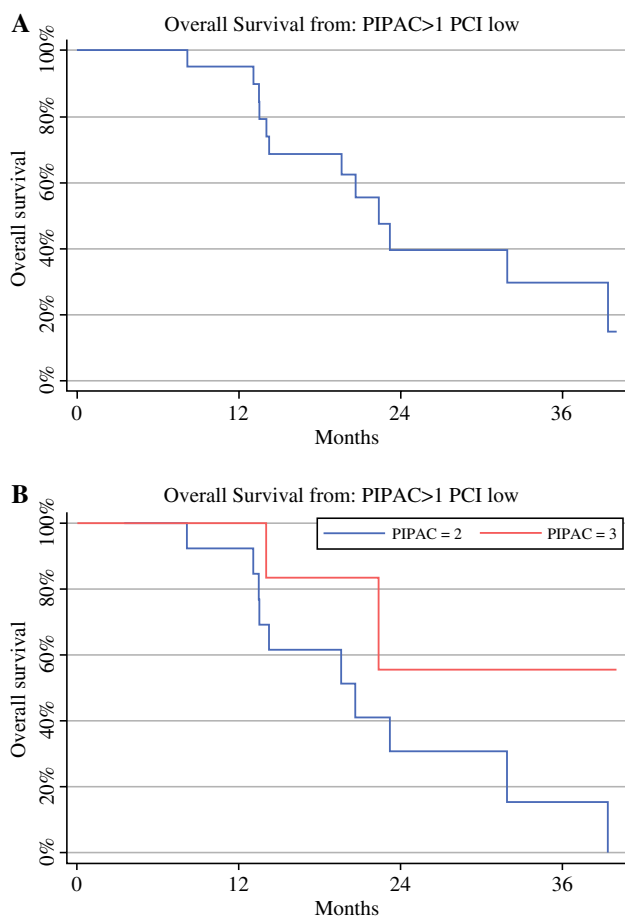 A
Overall Survival from: PIPAC>1 PCI low
Overall survival
100%
80%
60%
40%
20%
0%
0 12 24 36
Months
B
Overall Survival from: PIPAC>1 PCI low
PIPAC = 2 PIPAC = 3
Overall survival
100%
80%
60%
40%
20%
0%
0 12 24 36
Months